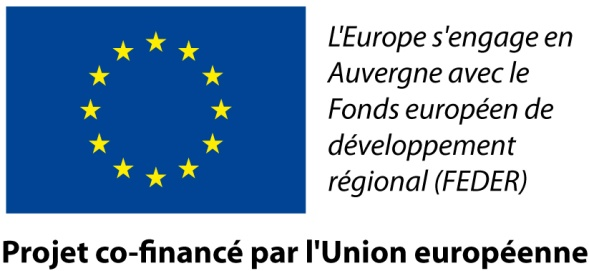 L'Europe s'engage en
Auvergne avec le
Fonds européen de
développement
régional (FEDER)
Projet co-financé par l'Union européenne